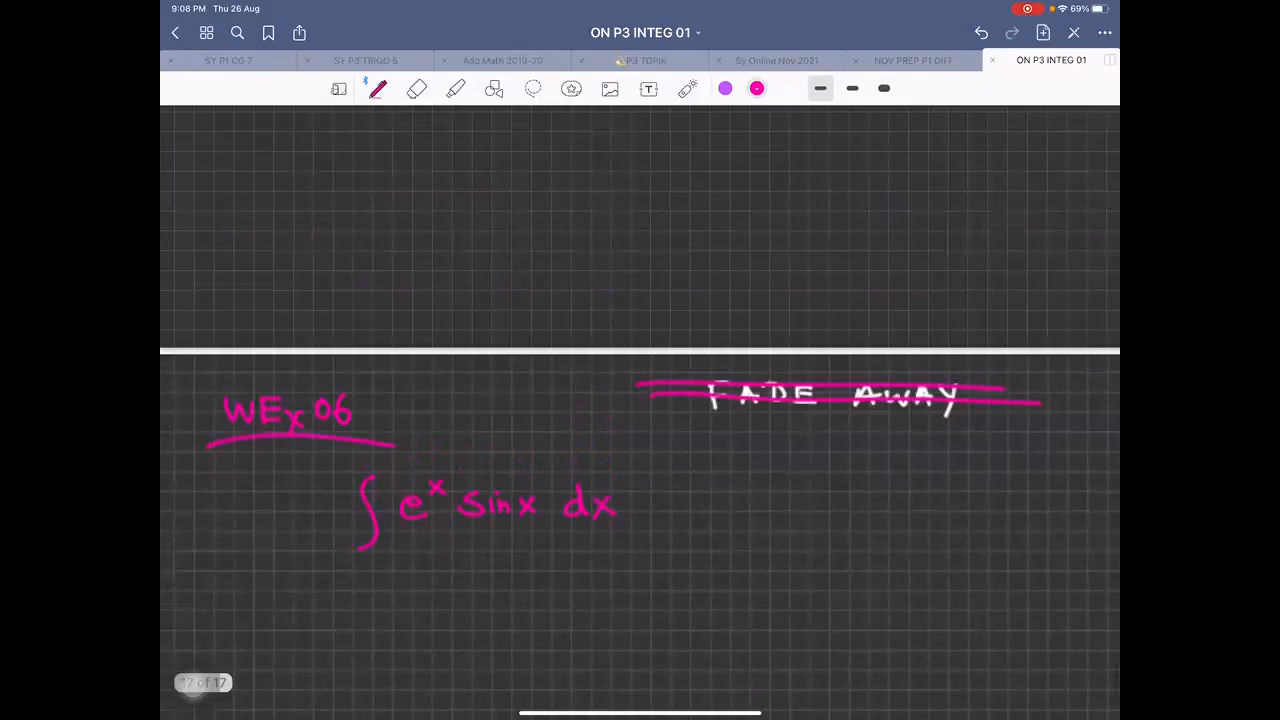 9:08 PM Thu 26 Aug
69%
ON P3 INTEG 01
SY P1 CG 7
SY P3 TRIGO 5
Add Math 2019-20
P3 TOPIK
Sy Online Nov 2021
NOV PREP P1 DIFF
ON P3 INTEG 01
T
FADE AWAY
WEx 06
∫ eˣ sinx dx
17 of 17